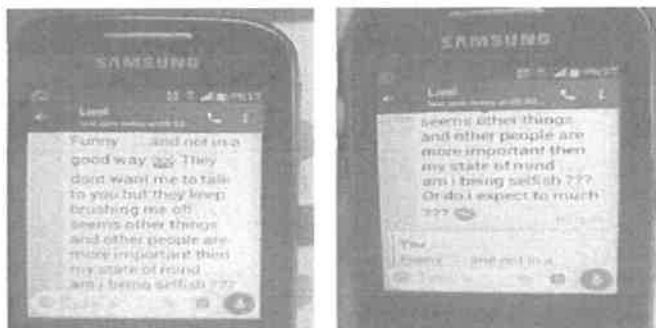 SAMSUNG
Funny ... and not in a
good way They
dont want me to talk
to you but they keep
brushing me off
seems other things
and other people are
more important then
my state of mind
am i being selfish ???
SAMSUNG
seems other things
and other people are
more important then
my state of mind
am i being selfish ???
Or do i expect to much
???
You
Funny ... and not in a